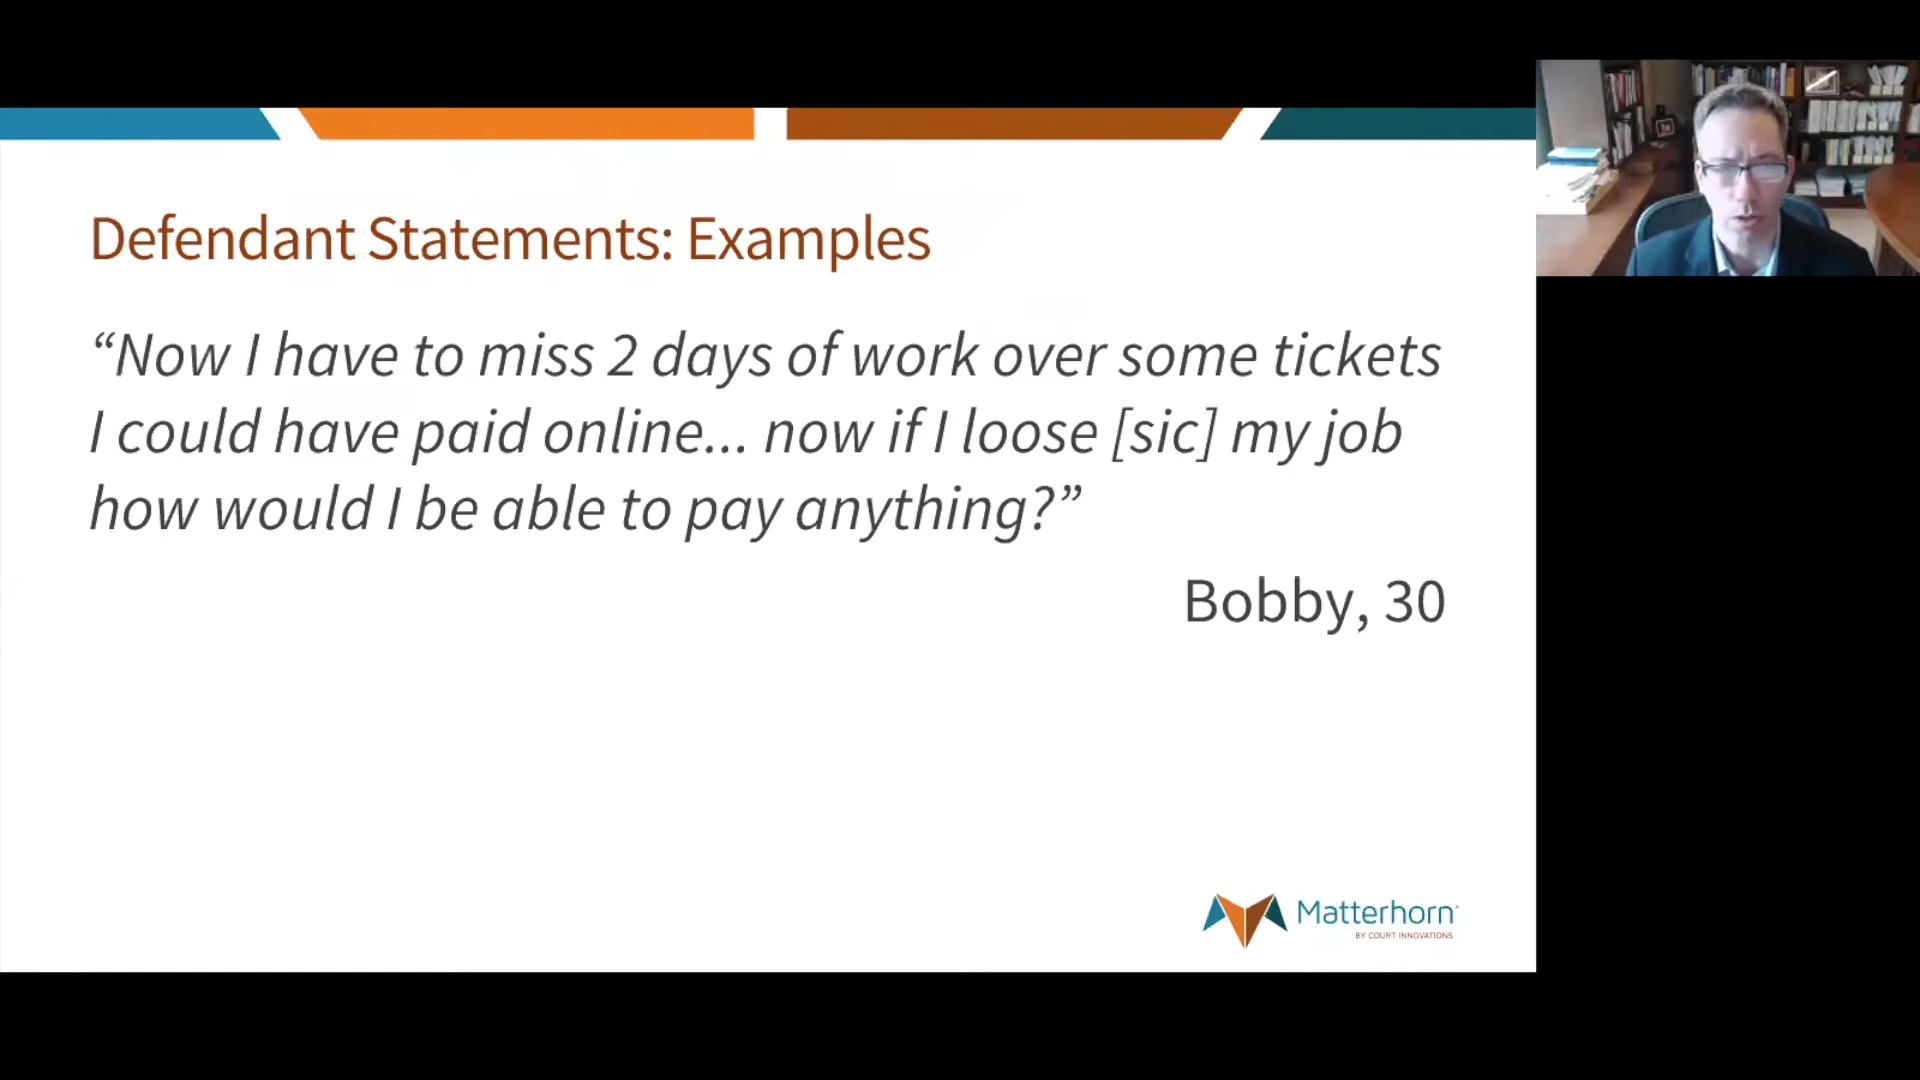 Defendant Statements: Examples
“Now I have to miss 2 days of work over some tickets
I could have paid online... now if I loose [sic] my job
how would I be able to pay anything?”
Bobby, 30
Matterhorn
BY COURT INNOVATIONS